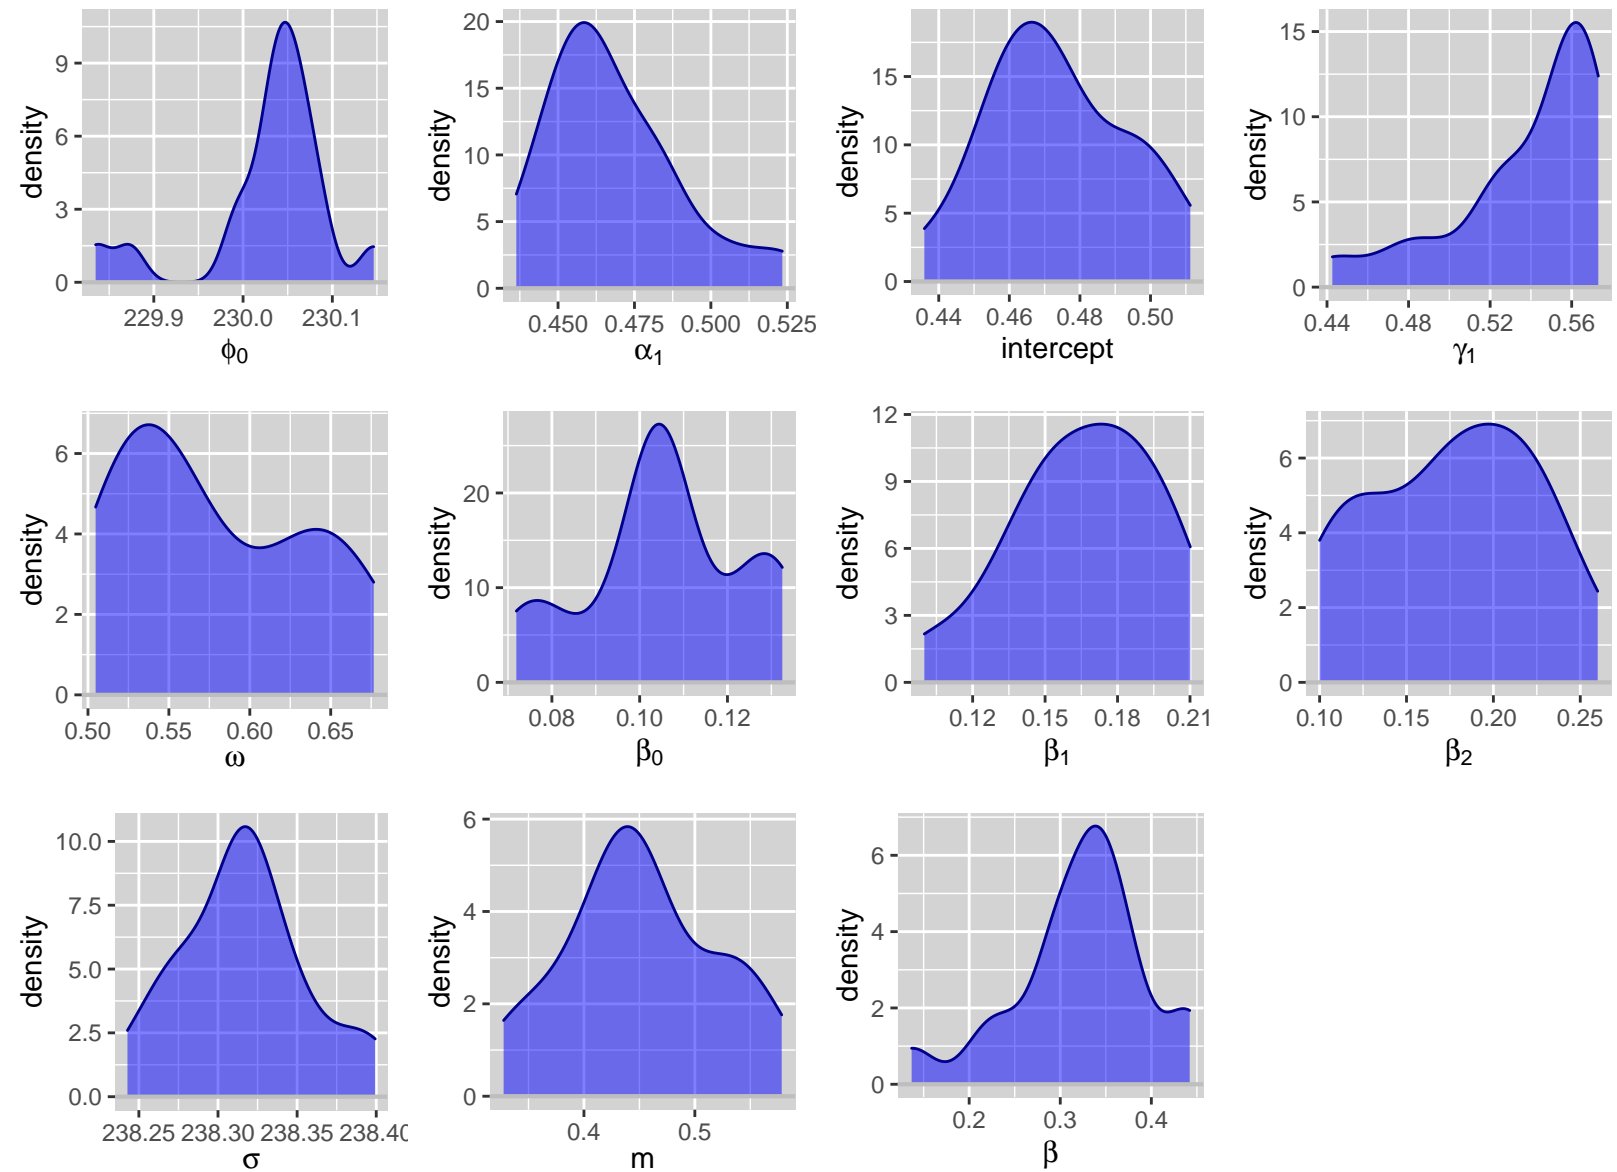 density
9
6
3
0
229.9 230.0 230.1
ϕ0
density
20
15
10
5
0
0.450 0.475 0.500 0.525
α1
density
15
10
5
0
0.44 0.46 0.48 0.50
intercept
density
15
10
5
0
0.44 0.48 0.52 0.56
γ1
density
6
4
2
0
0.50 0.55 0.60 0.65
ω
density
20
10
0
0.08 0.10 0.12
β0
density
12
9
6
3
0
0.12 0.15 0.18 0.21
β1
density
6
4
2
0
0.10 0.15 0.20 0.25
β2
density
10.0
7.5
5.0
2.5
0.0
238.25 238.30 238.35 238.40
σ
density
6
4
2
0
0.4 0.5
m
density
6
4
2
0
0.2 0.3 0.4
β